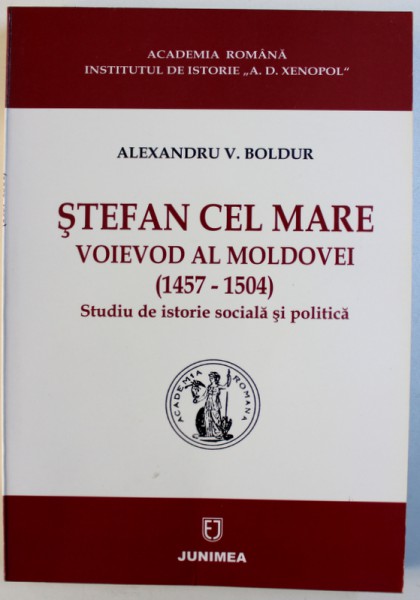 ACADEMIA ROMÂNĂ
INSTITUTUL DE ISTORIE „A. D. XENOPOL“
ALEXANDRU V. BOLDUR
ŞTEFAN CEL MARE
VOIEVOD AL MOLDOVEI
(1457 - 1504)
Studiu de istorie socială şi politică
ACADEMIA ROMANA
JUNIMEA